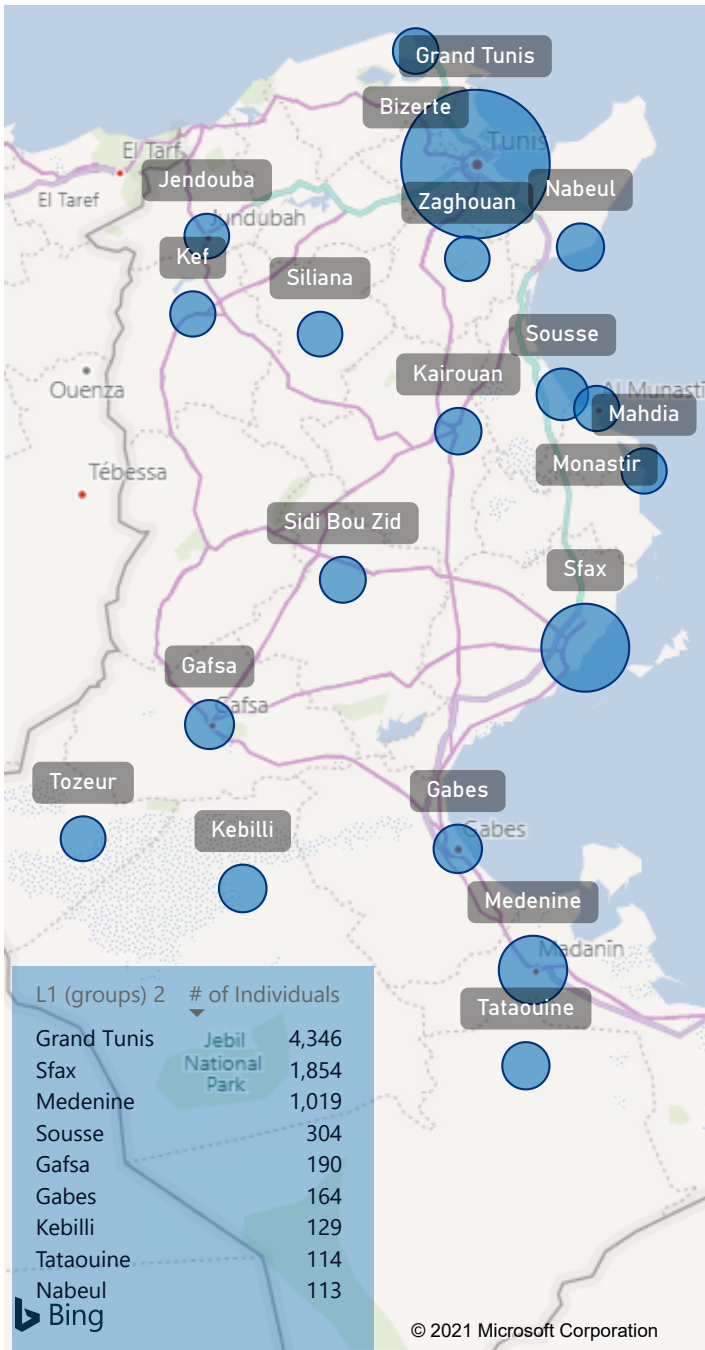 Grand Tunis
Bizerte
Tunis
El Tarf
Jendouba
Nabeul
El Taref
Zaghouan
Jundubah
Kef
Siliana
Sousse
Kairouan
Ouenza
Al Munastī
Mahdia
Monastir
Tébessa
Sidi Bou Zid
Sfax
Gafsa
Gafsa
Tozeur
Gabes
Kebilli
Gabes
Medenine
Madanīn
Tataouine
L1 (groups) 2 # of Individuals
Grand Tunis 4,346
Sfax 1,854
Medenine 1,019
Sousse 304
Gafsa 190
Gabes 164
Kebilli 129
Tataouine 114
Nabeul 113
Jebil
National
Park
Bing
© 2021 Microsoft Corporation